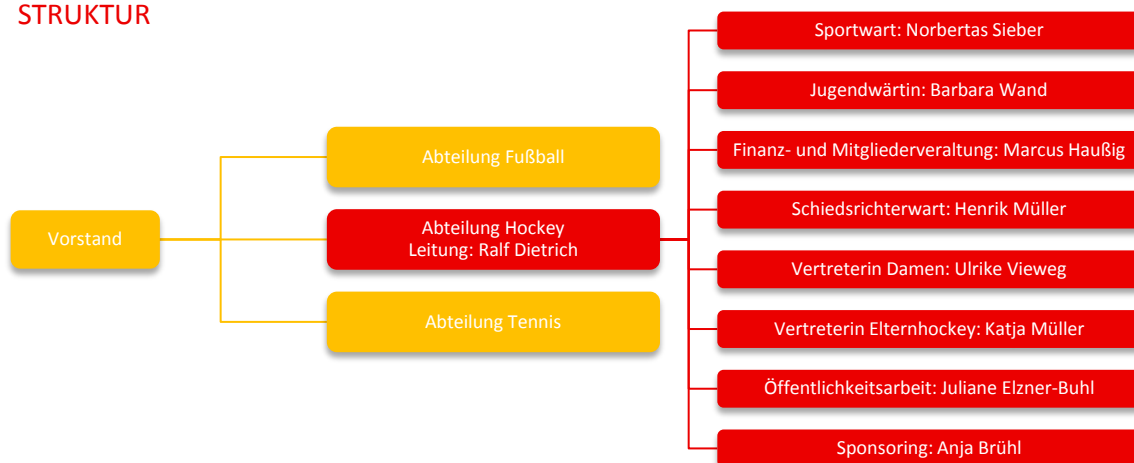 STRUKTUR
Vorstand
Abteilung Fußball
Abteilung Hockey
Leitung: Ralf Dietrich
Abteilung Tennis
Sportwart: Norbertas Sieber
Jugendwärtin: Barbara Wand
Finanz- und Mitgliederveraltung: Marcus Haußig
Schiedsrichterwart: Henrik Müller
Vertreterin Damen: Ulrike Vieweg
Vertreterin Elternhockey: Katja Müller
Öffentlichkeitsarbeit: Juliane Elzner-Buhl
Sponsoring: Anja Brühl